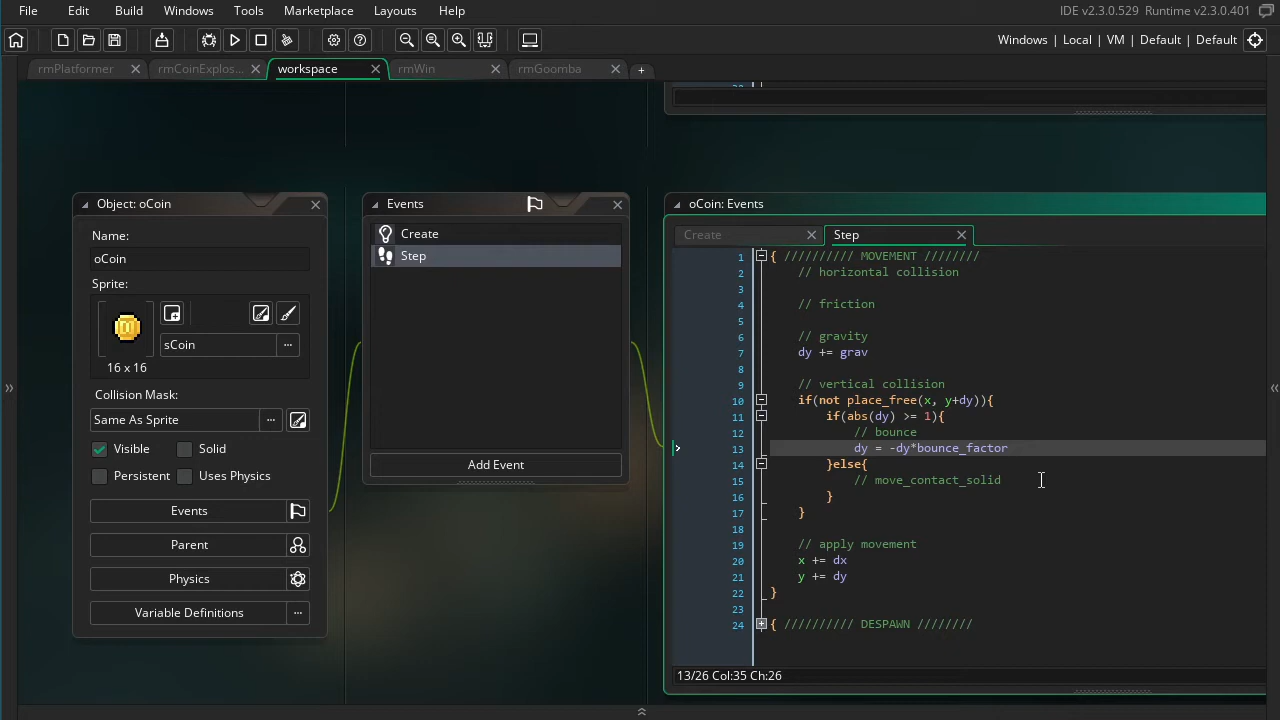 File Edit Build Windows Tools Marketplace Layouts Help IDE v2.3.0.529 Runtime v2.3.0.401
Windows | Local | VM | Default | Default
rmPlatformer rmCoinExplos... workspace rmWin rmGoomba +
Object: oCoin
Name:
oCoin
Sprite:
sCoin ...
16 x 16
Collision Mask:
Same As Sprite ...
Visible Solid
Persistent Uses Physics
Events
Parent
Physics
Variable Definitions ...
Events
Create
Step
Add Event
oCoin: Events
Create Step
1 { ////////// MOVEMENT ////////
2 // horizontal collision
3
4 // friction
5
6 // gravity
7 dy += grav
8
9 // vertical collision
10 if(not place_free(x, y+dy)){
11 if(abs(dy) >= 1){
12 // bounce
13 dy = -dy*bounce_factor
14 }else{
15 // move_contact_solid
16 }
17 }
18
19 // apply movement
20 x += dx
21 y += dy
22 }
23
24 { ////////// DESPAWN ////////
13/26 Col:35 Ch:26